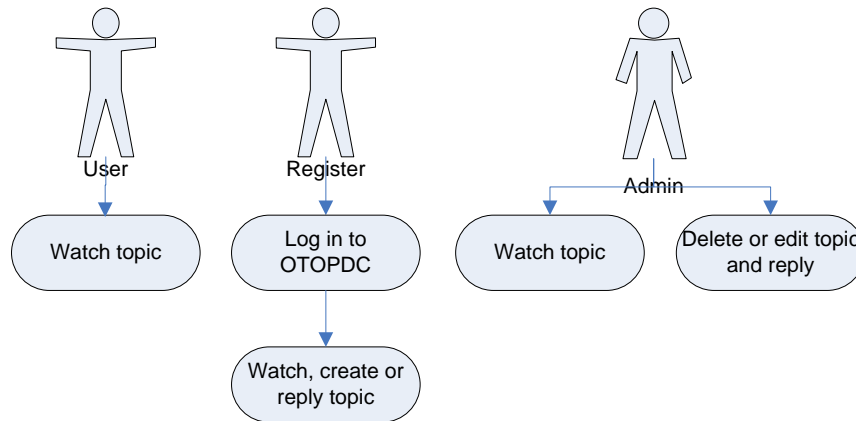 User
Register
Admin
Watch topic
Log in to
OTOPDC
Watch topic
Delete or edit topic
and reply
Watch, create or
reply topic